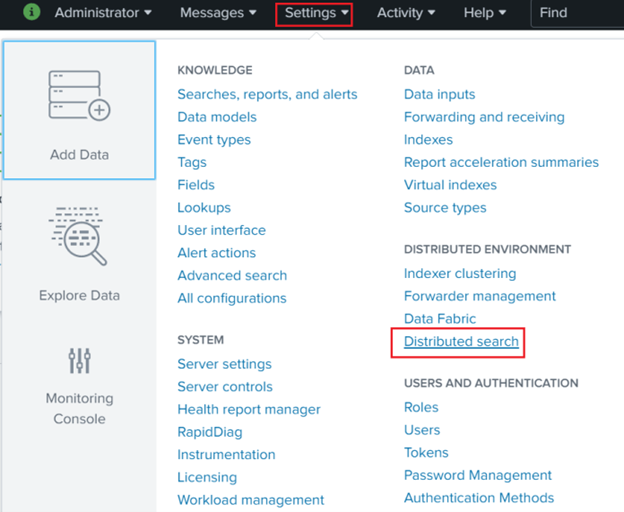 i Administrator Messages Settings Activity Help Find
Add Data
Explore Data
Monitoring
Console
KNOWLEDGE
Searches, reports, and alerts
Data models
Event types
Tags
Fields
Lookups
User interface
Alert actions
Advanced search
All configurations
SYSTEM
Server settings
Server controls
Health report manager
RapidDiag
Instrumentation
Licensing
Workload management
DATA
Data inputs
Forwarding and receiving
Indexes
Report acceleration summaries
Virtual indexes
Source types
DISTRIBUTED ENVIRONMENT
Indexer clustering
Forwarder management
Data Fabric
Distributed search
USERS AND AUTHENTICATION
Roles
Users
Tokens
Password Management
Authentication Methods